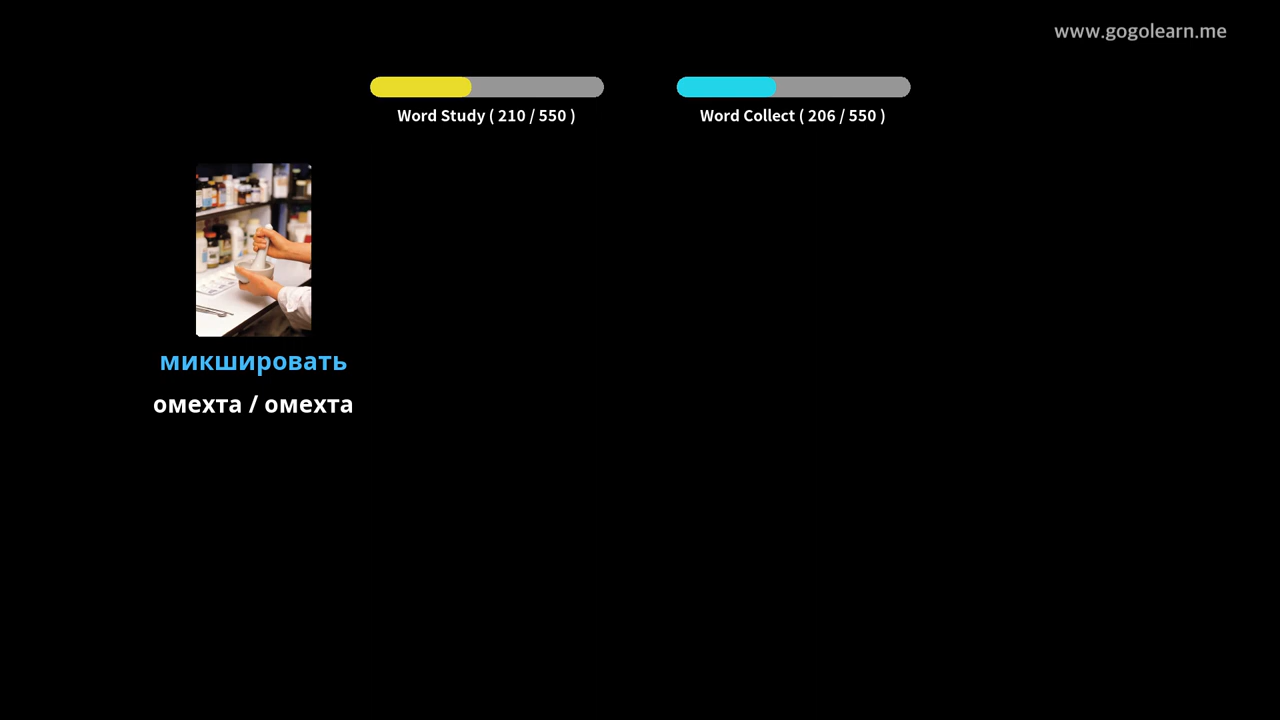 www.gogolearn.me
Word Study ( 210 / 550 )
Word Collect ( 206 / 550 )
микшировать
омехта / омехта